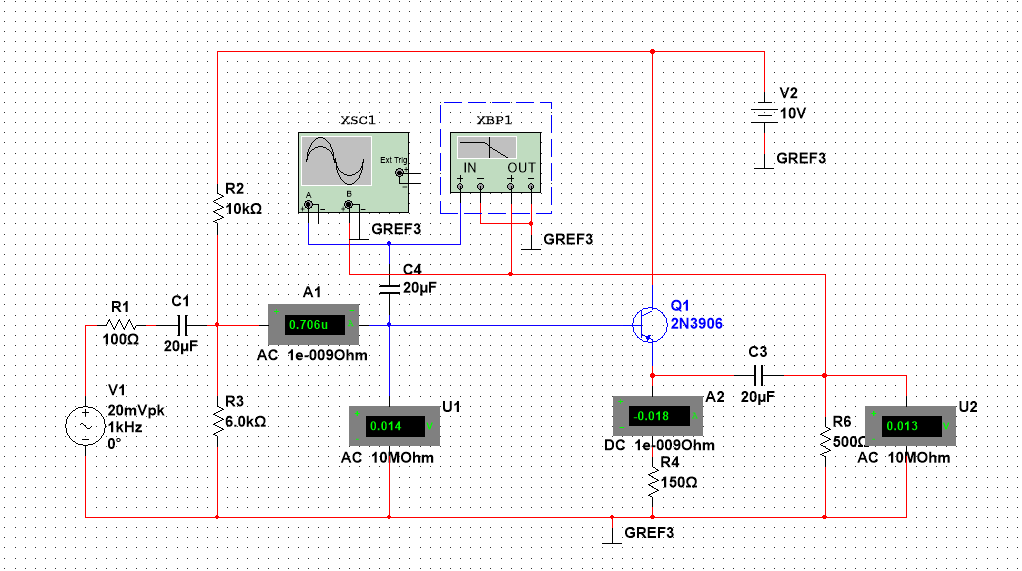 V2
10V
GREF3
XSC1
XBP1
Ext Trig
IN
OUT
A
B
R2
10kΩ
GREF3
GREF3
C4
20µF
A1
0.706u
AC 1e-009Ohm
R1
100Ω
C1
20µF
Q1
2N3906
C3
20µF
V1
20mVpk
1kHz
0°
R3
6.0kΩ
U1
0.014 V
AC 10MOhm
A2
-0.018 A
DC 1e-009Ohm
R4
150Ω
R6
500Ω
U2
0.013 V
AC 10MOhm
GREF3